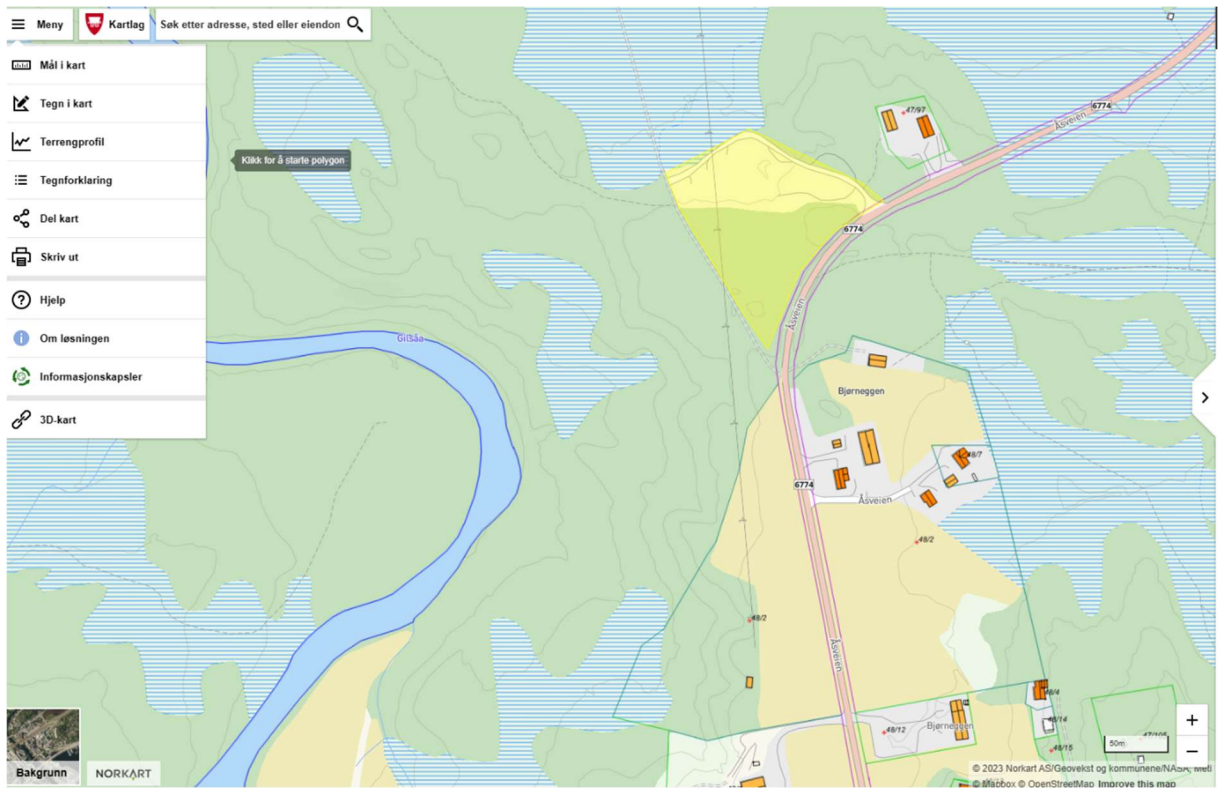 Meny
Kartlag
Søk etter adresse, sted eller eiendon
Mål i kart
Tegn i kart
Terrengprofil
Tegnforklaring
Del kart
Skriv ut
Hjelp
Om løsningen
Informasjonskapsler
3D-kart
Klikk for å starte polygon
47/97
6774
Åsveien
6774
Åsveien
Gilsåa
Bjørneggen
48/7
6774
Åsveien
48/2
48/2
Åsveien
48/4
48/12
Bjørneggen
48/14
48/15
50m
Bakgrunn
NORKART
© 2023 Norkart AS/Geovekst og kommunene/NASA, Meti
© Mapbox © OpenStreetMap Improve this map